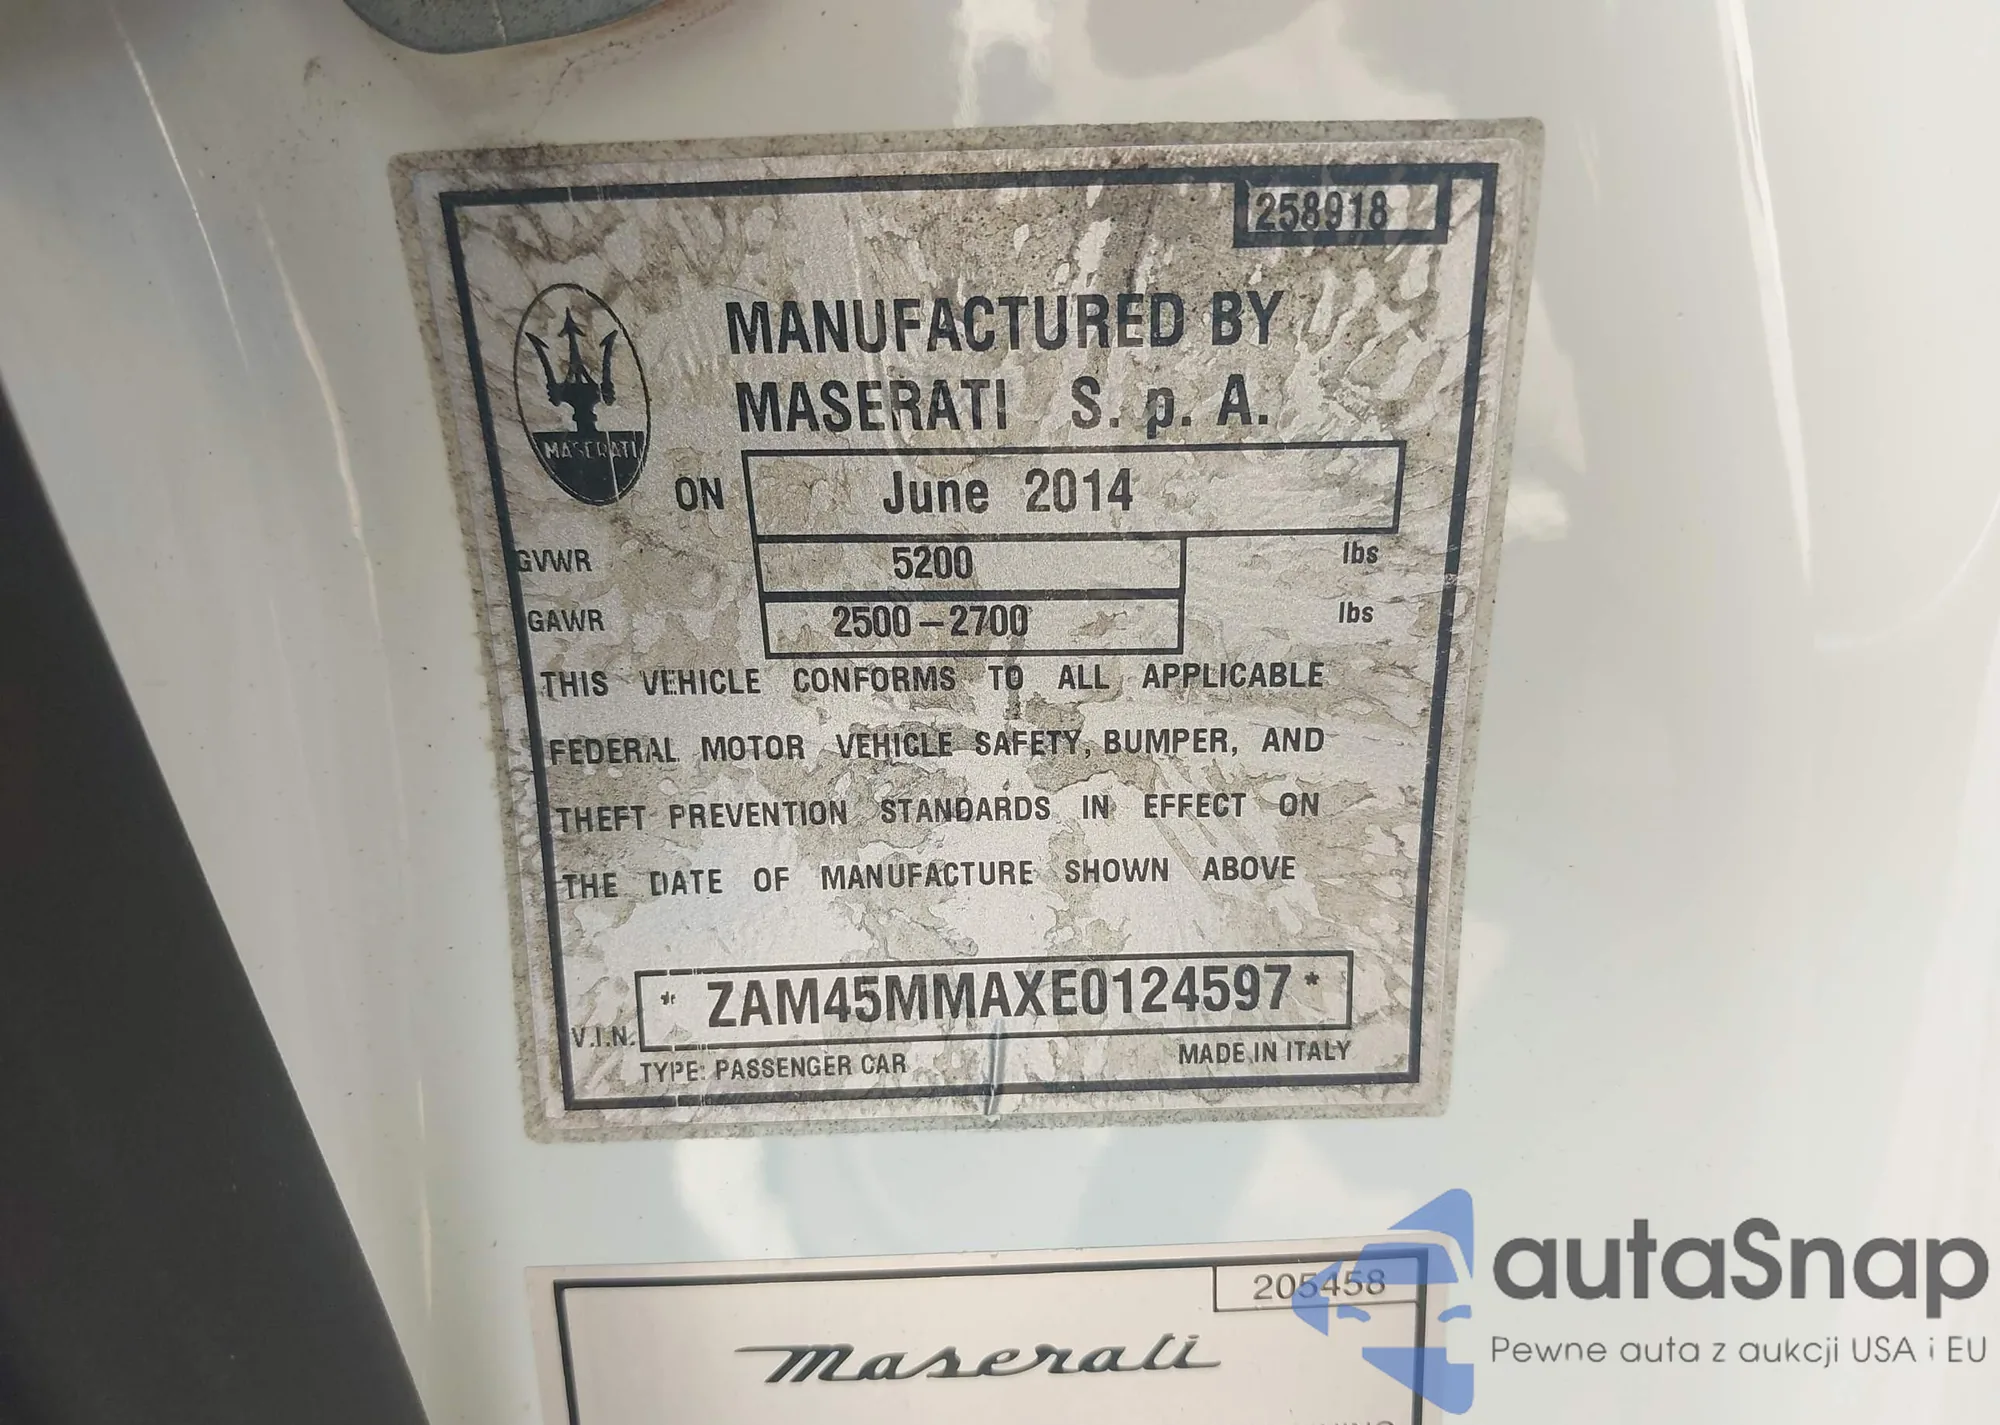 258918
MANUFACTURED BY
MASERATI S. p. A.
MASERATI
ON June 2014
GVWR 5200 lbs
GAWR 2500-2700 lbs
THIS VEHICLE CONFORMS TO ALL APPLICABLE
FEDERAL MOTOR VEHICLE SAFETY, BUMPER, AND
THEFT PREVENTION STANDARDS IN EFFECT ON
THE DATE OF MANUFACTURE SHOWN ABOVE
V.I.N. * ZAM45MMAXE0124597 *
TYPE: PASSENGER CAR MADE IN ITALY
205458
Maserati
autaSnap
Pewne auta z aukcji USA i EU